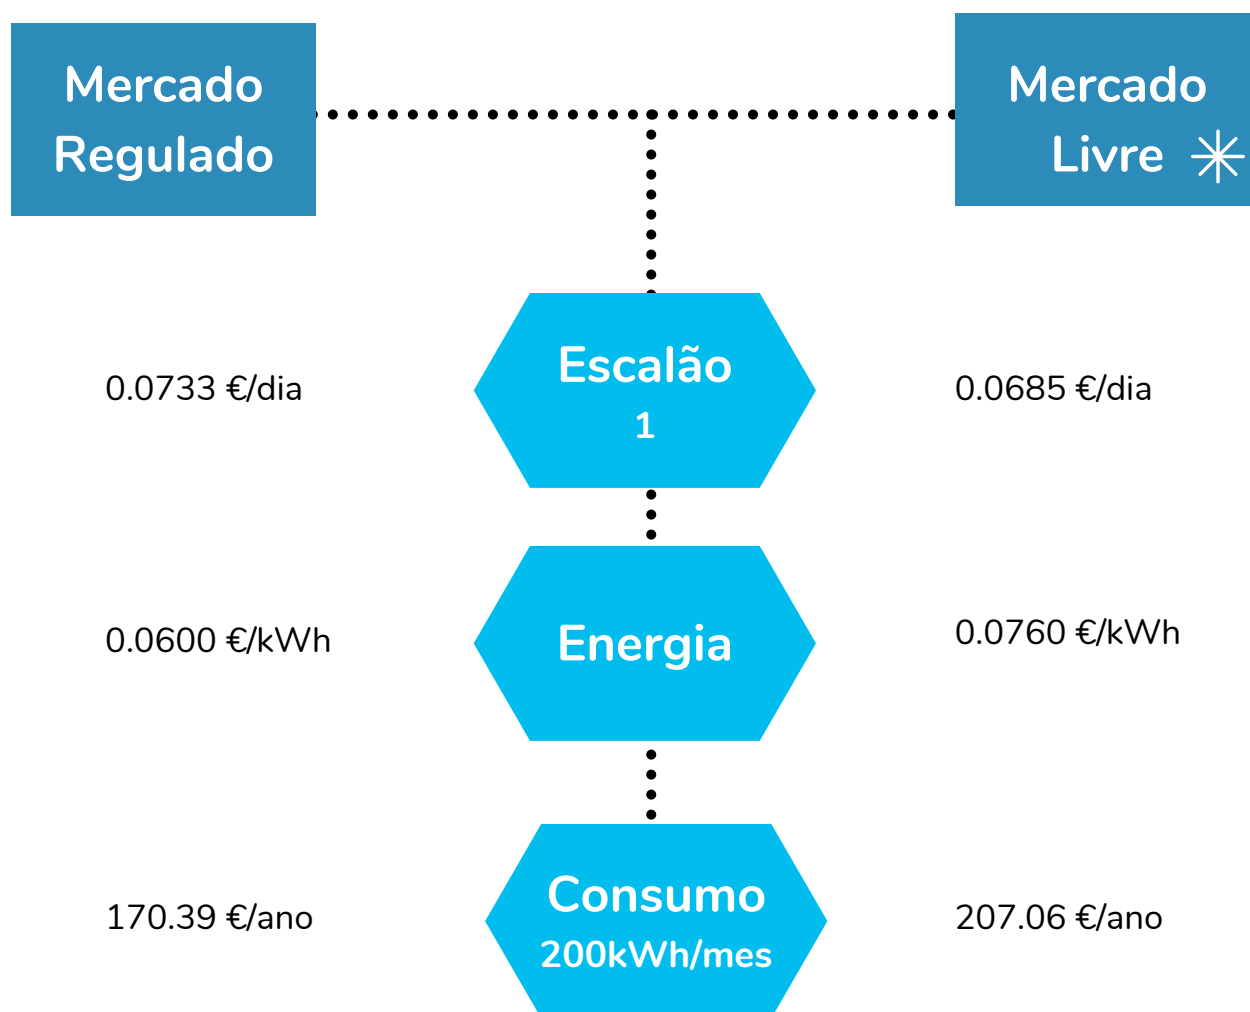 Mercado
Regulado
Mercado
Livre
Escalão
1
0.0733 €/dia
0.0685 €/dia
Energia
0.0600 €/kWh
0.0760 €/kWh
Consumo
200kWh/mes
170.39 €/ano
207.06 €/ano